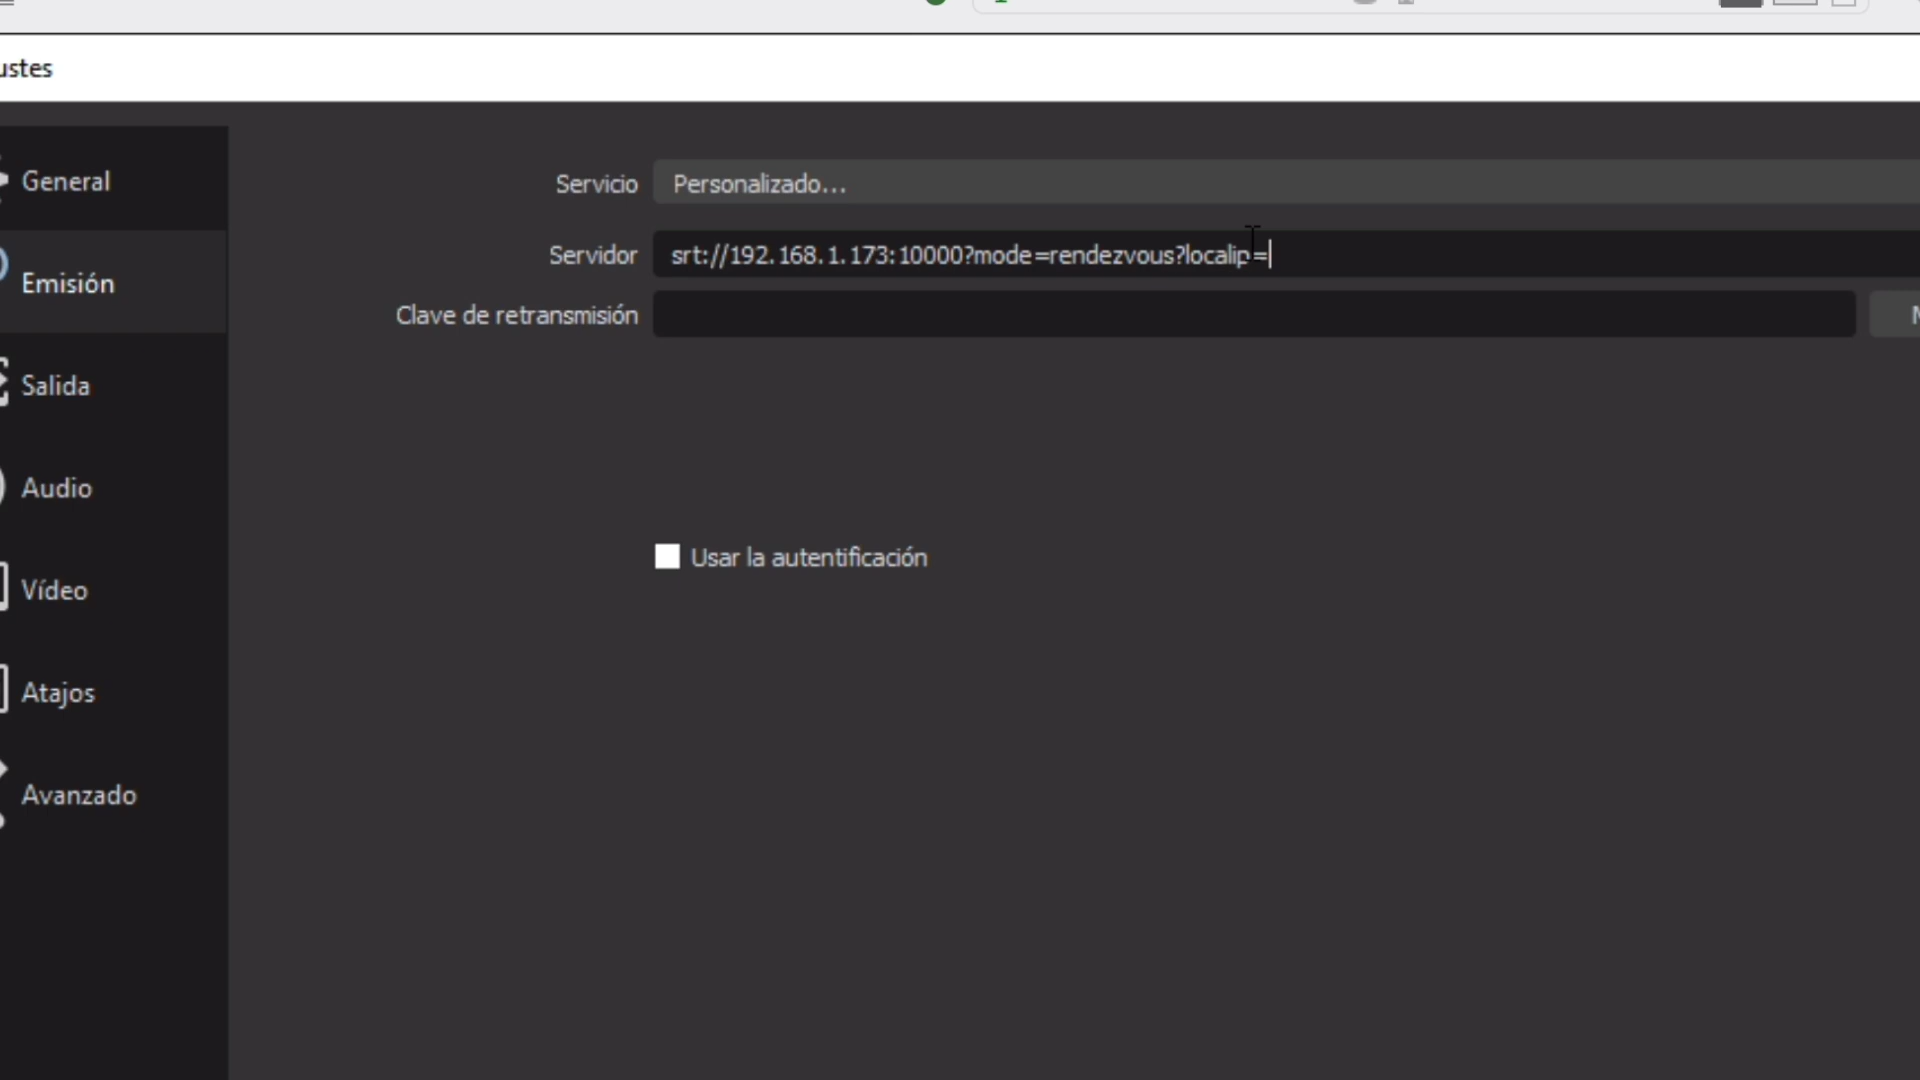 ustes
General
Emisión
Salida
Audio
Vídeo
Atajos
Avanzado
Servicio Personalizado...
Servidor srt://192.168.1.173:10000?mode=rendezvous?localip=
Clave de retransmisión
Usar la autentificación